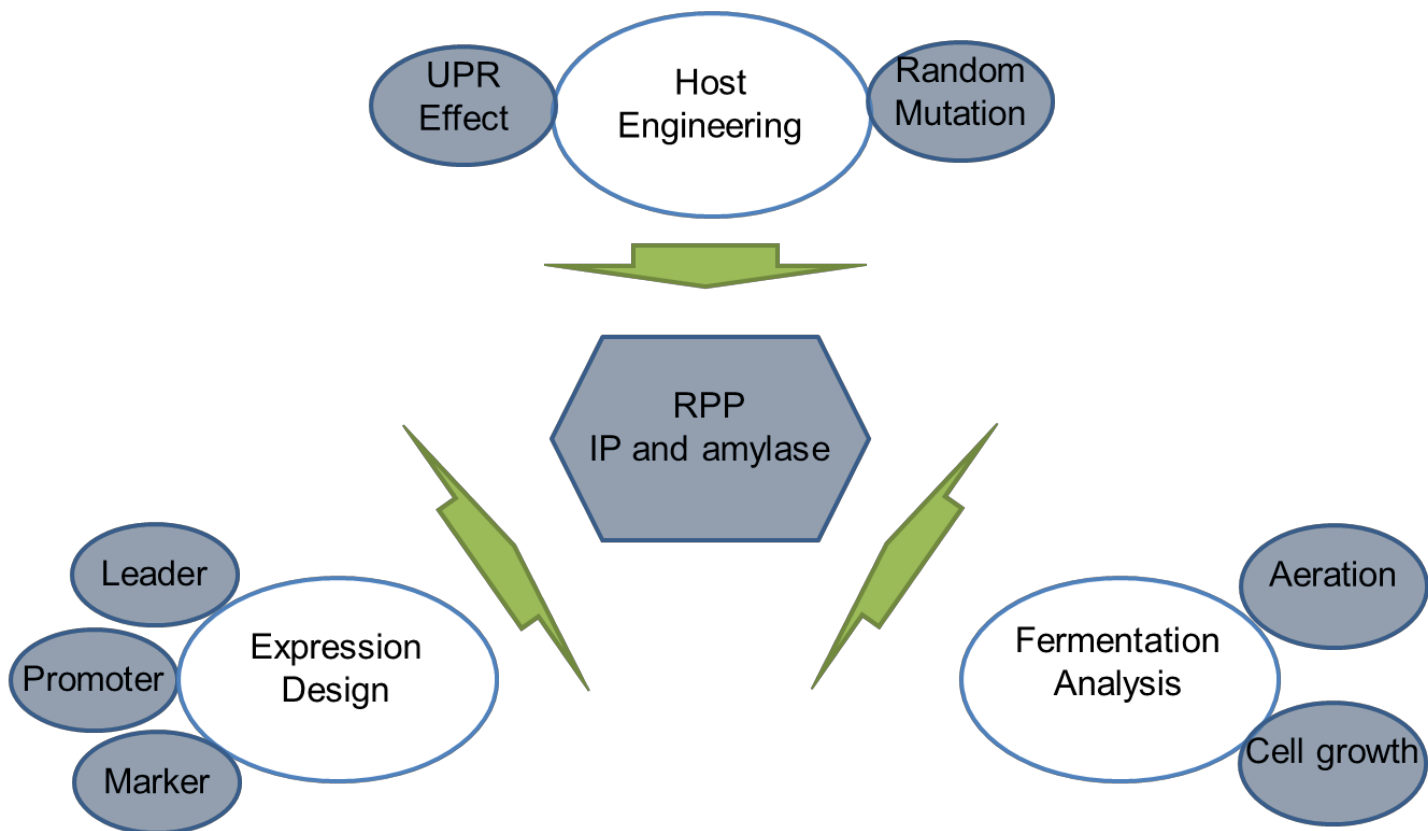 UPR
Effect
Host
Engineering
Random
Mutation
RPP
IP and amylase
Leader
Promoter
Marker
Expression
Design
Fermentation
Analysis
Aeration
Cell growth